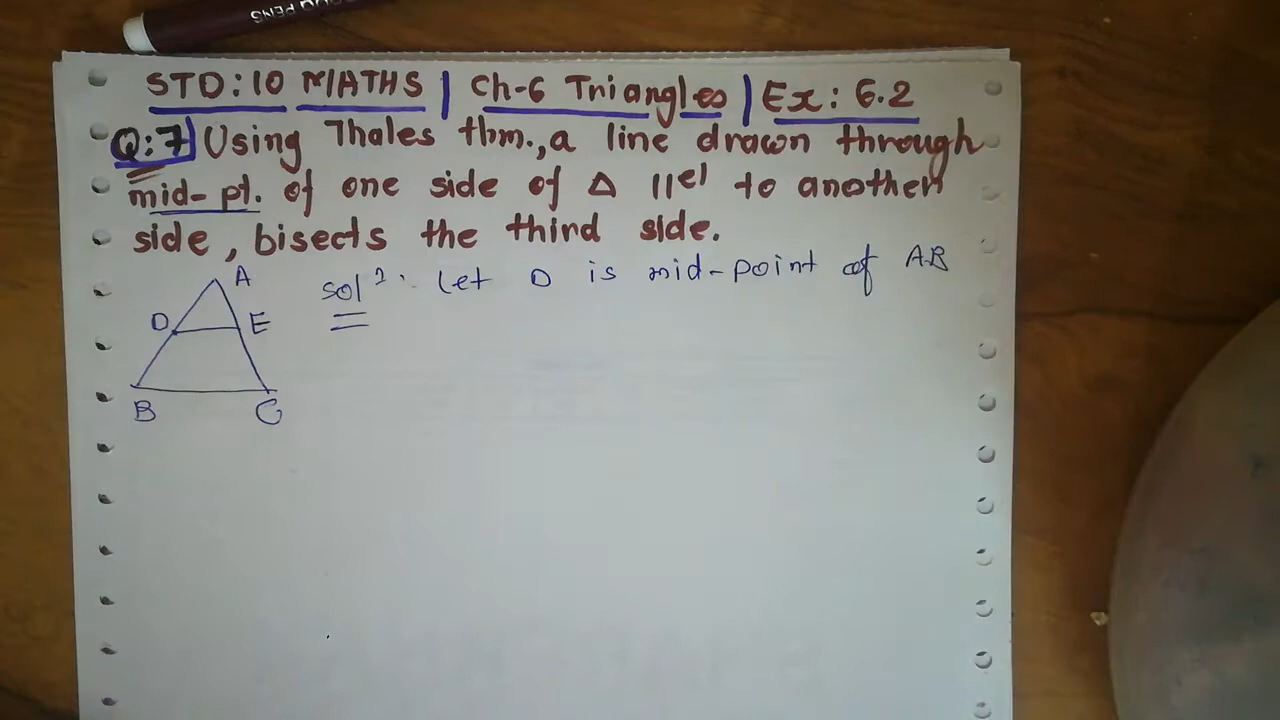 STD:10 MATHS | Ch-6 Triangles | Ex: 6.2
Q:7] Using Thales thm., a line drawn through
mid-pt. of one side of Δ ||el to another
side, bisects the third side.
A
D E
B C
soln: Let D is mid-point of AB